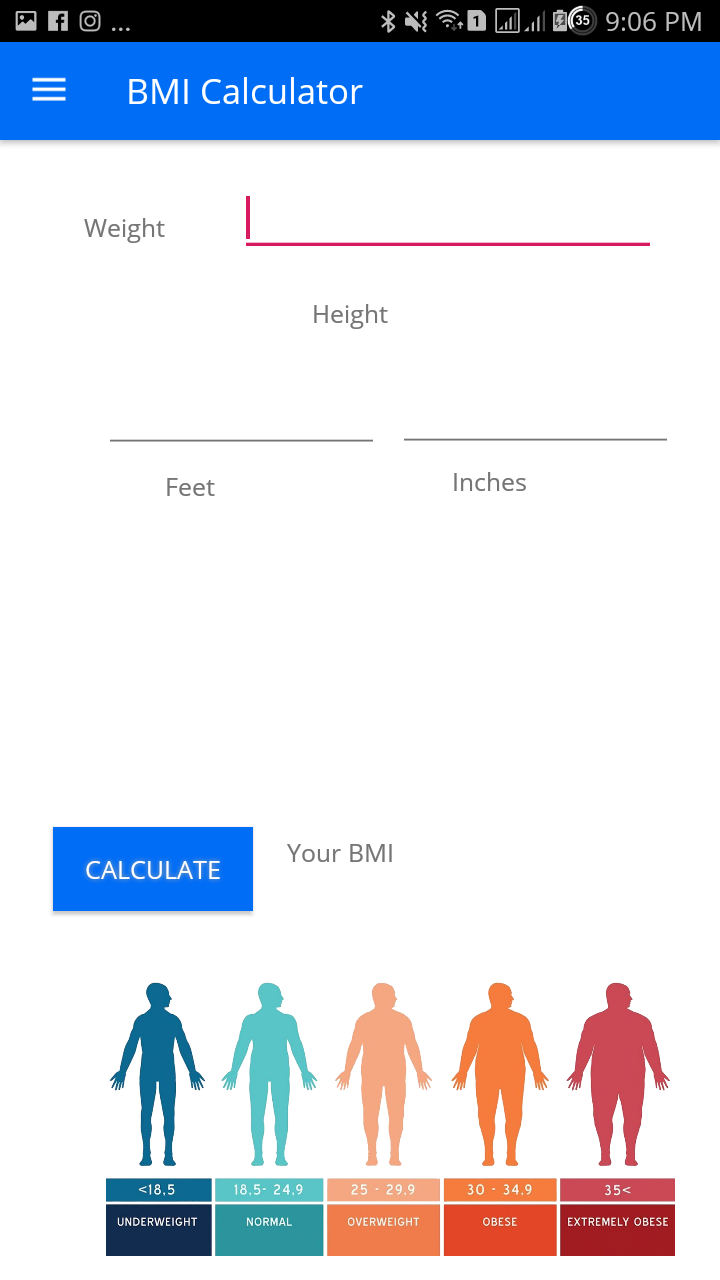 ... 1 35 9:06 PM
BMI Calculator
Weight
Height
Feet Inches
CALCULATE Your BMI
<18,5 18,5- 24,9 25 - 29,9 30 - 34,9 35<
UNDERWEIGHT NORMAL OVERWEIGHT OBESE EXTREMELY OBESE